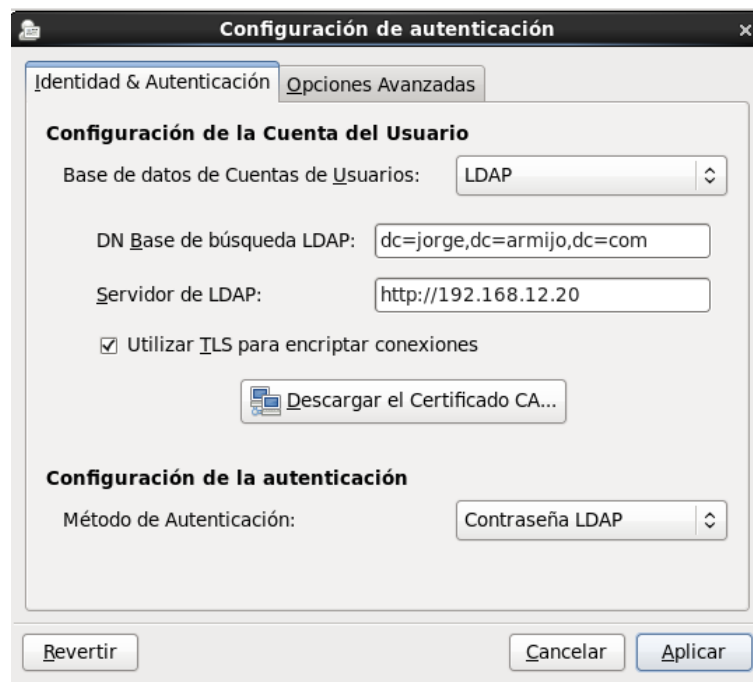 Configuración de autenticación
Identidad & Autenticación
Opciones Avanzadas
Configuración de la Cuenta del Usuario
Base de datos de Cuentas de Usuarios: LDAP
DN Base de búsqueda LDAP: dc=jorge,dc=armijo,dc=com
Servidor de LDAP: http://192.168.12.20
Utilizar TLS para encriptar conexiones
Descargar el Certificado CA...
Configuración de la autenticación
Método de Autenticación: Contraseña LDAP
Revertir
Cancelar
Aplicar